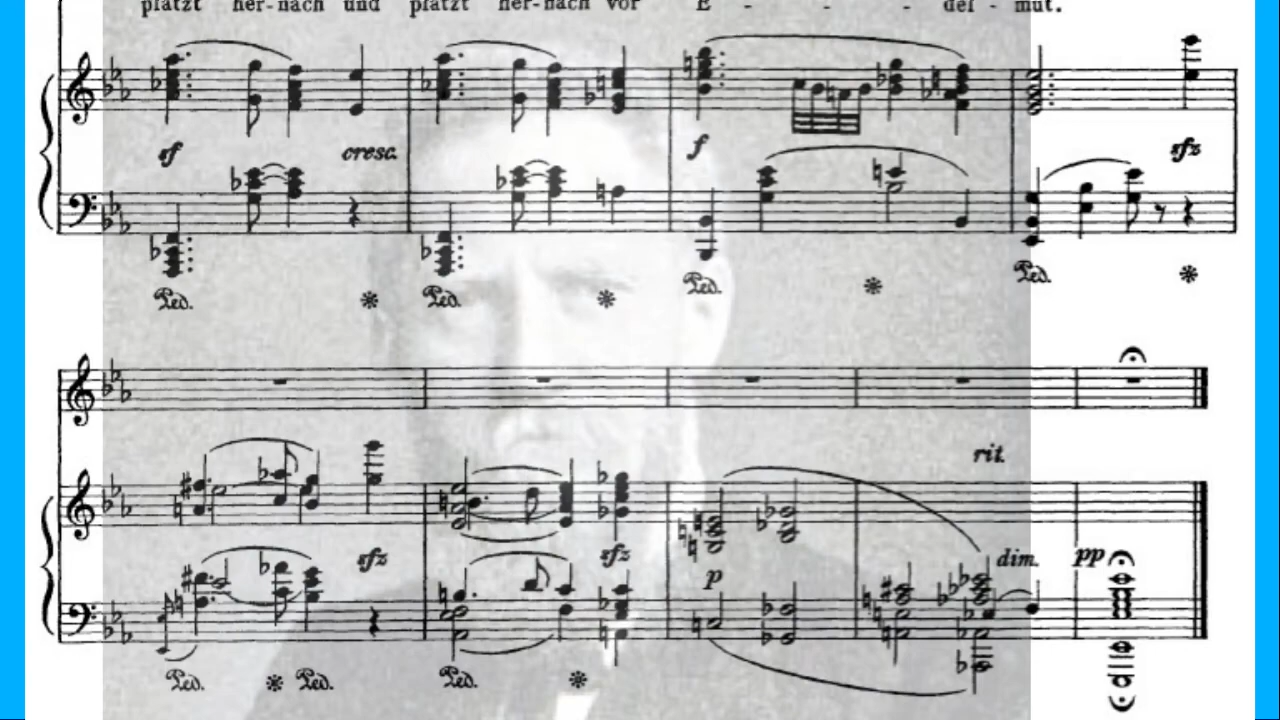 platzt her-nach und platzt her-nach vor E - - - del - mut.
sf cresc. f sfz
Ped. * Ped. * Ped. * Ped. *
rit.
sfz sfz p dim. pp
Ped. * Ped. Ped. *